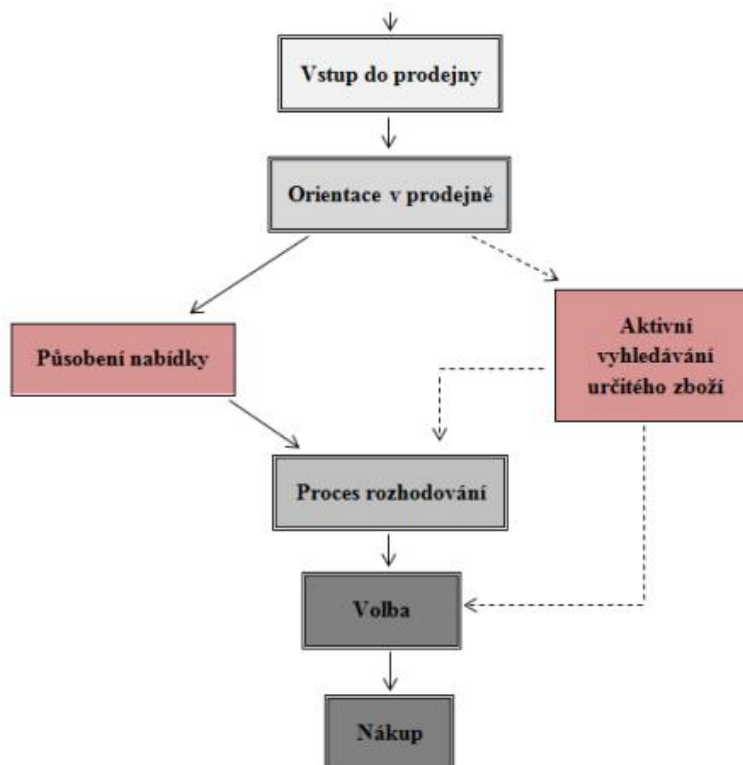 Vstup do prodejny
Orientace v prodejně
Působení nabídky
Aktivní
vyhledávání
určitého zboží
Proces rozhodování
Volba
Nákup